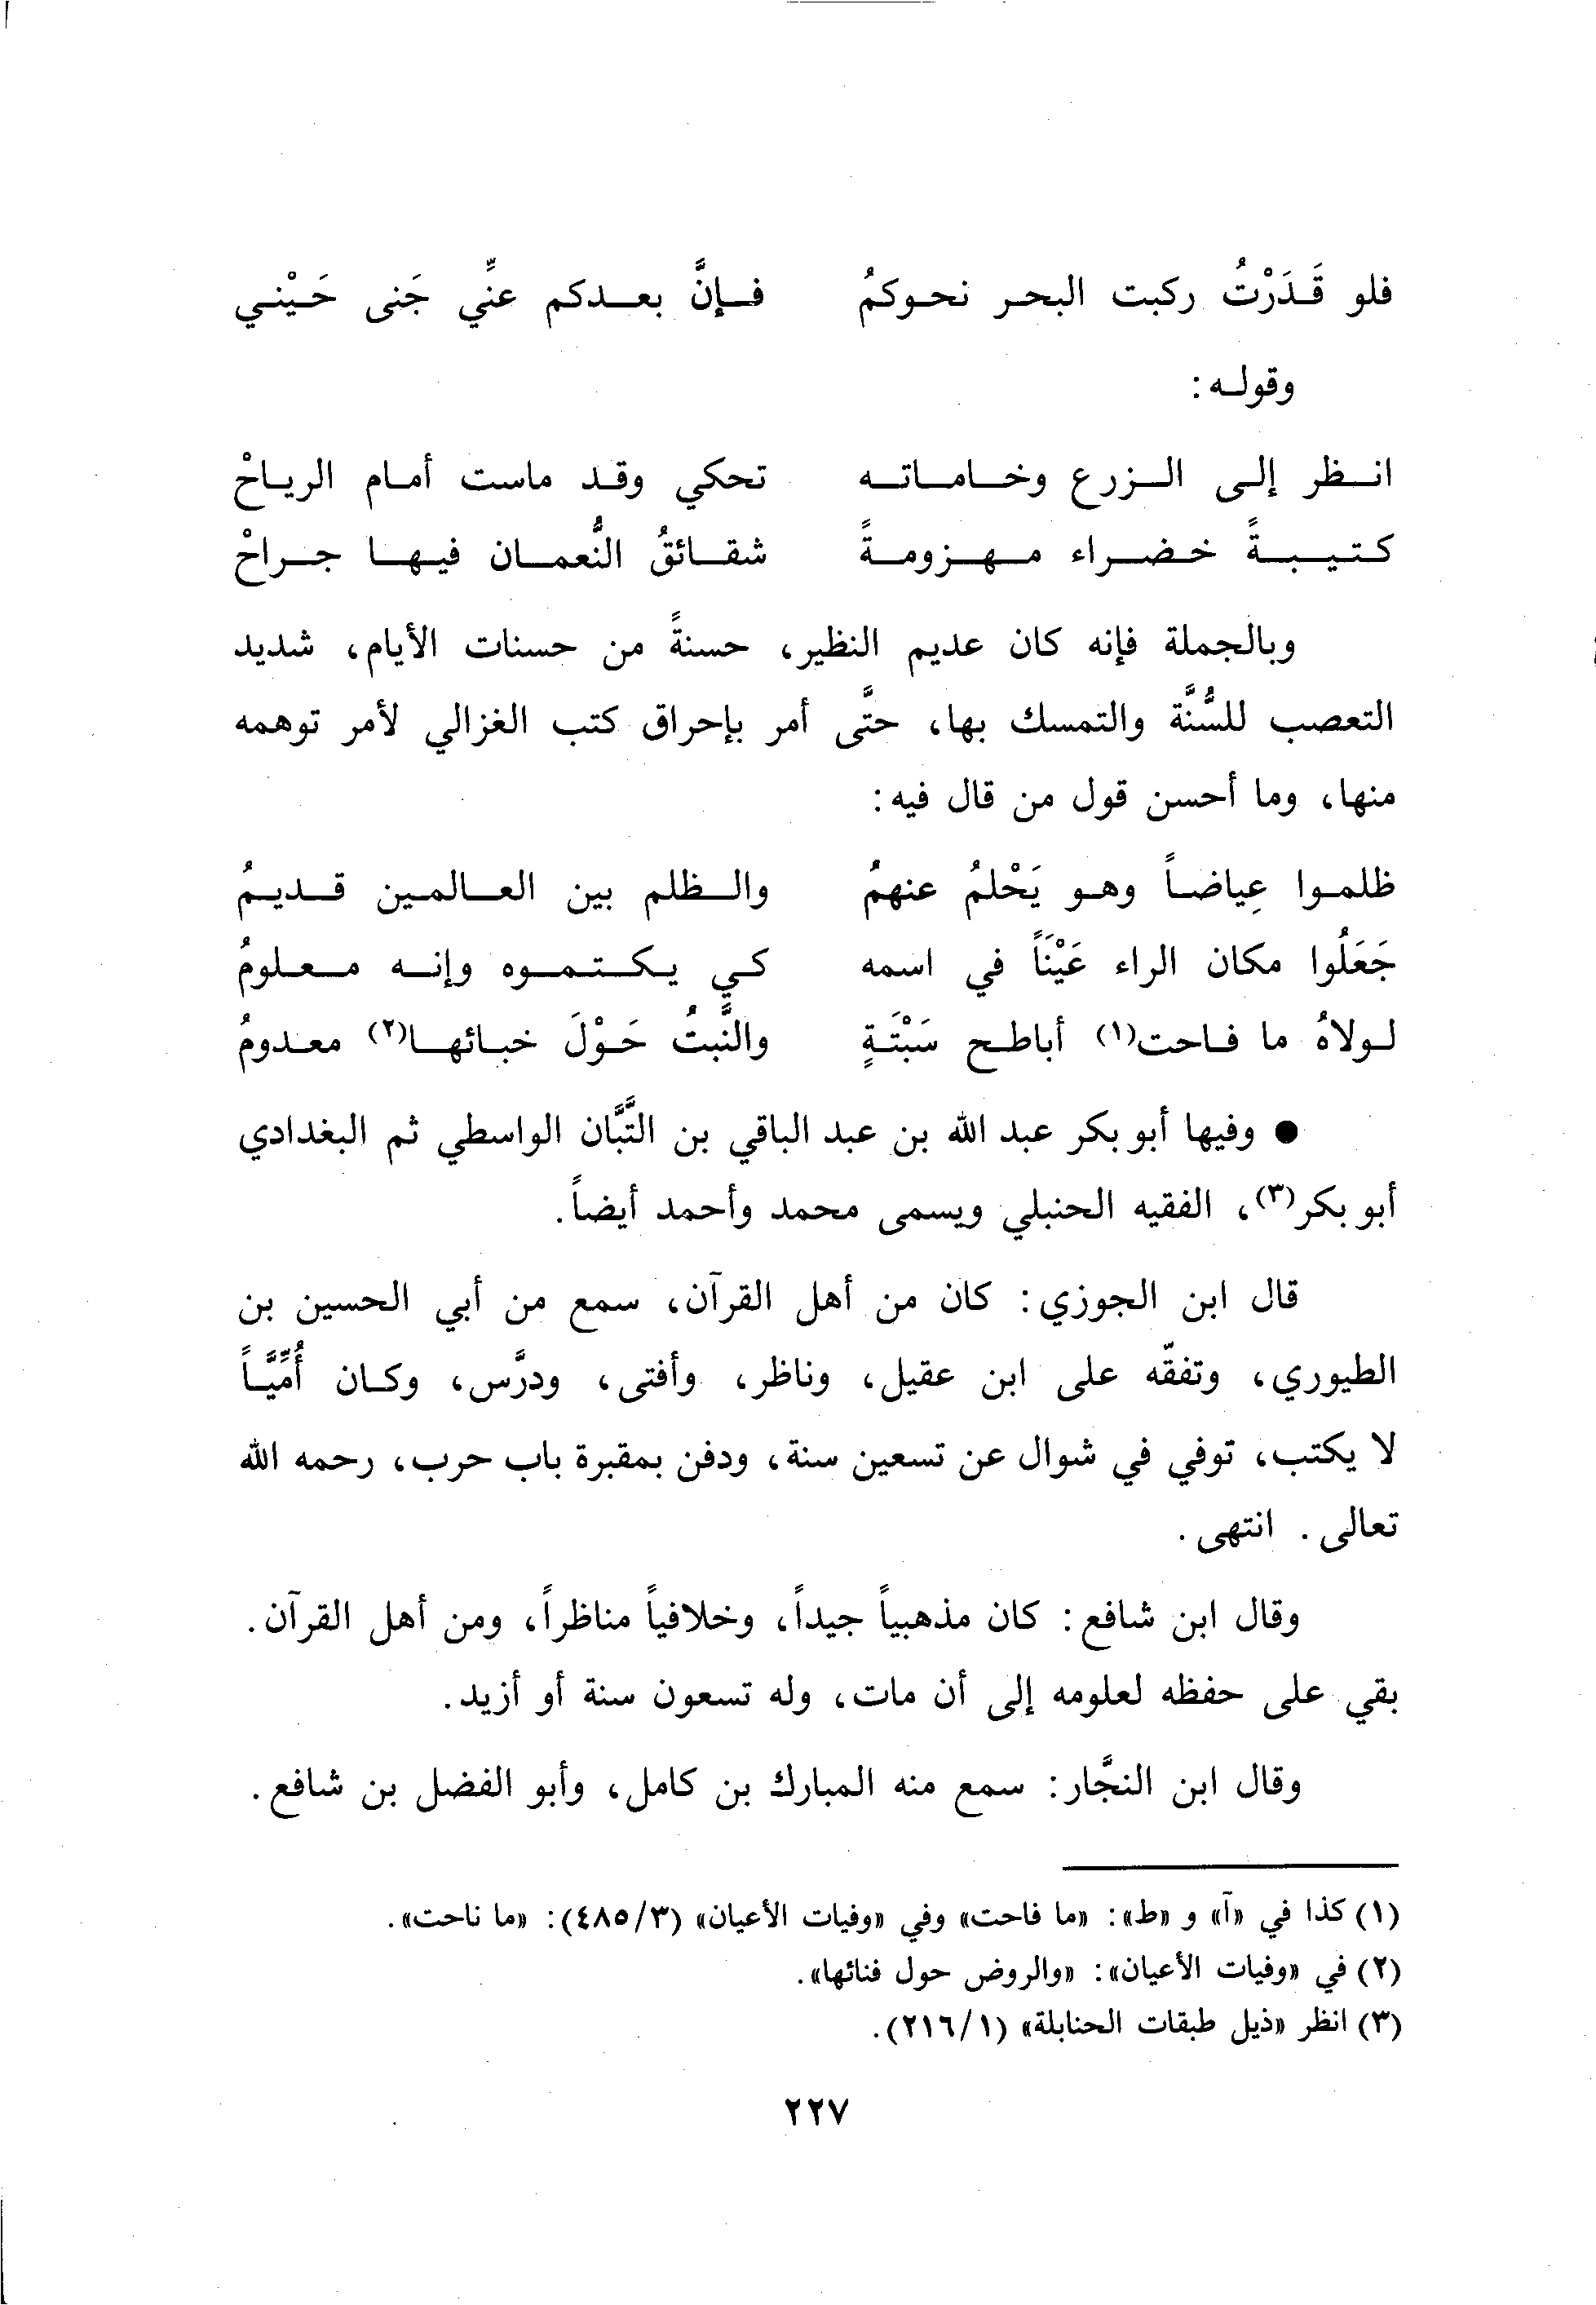 فلو قَدَرْتُ ركبت البحر نحوكمُ فإنَّ بعدكم عنِّي جَنى حَيْني
وقوله:
انظر إلى الزرع وخاماته تحكي وقد ماست أمام الرياحْ
كتيبةً خضراء مهزومةً شقائقُ النُّعمان فيها جراحْ
وبالجملة فإنه كان عديم النظير، حسنةً من حسنات الأيام، شديد
التعصب للسُّنَّة والتمسك بها، حتَّى أمر بإحراق كتب الغزالي لأمر توهمه
منها، وما أحسن قول من قال فيه:
ظلموا عِياضاً وهو يَحْلمُ عنهمُ والظلم بين العالمين قديمُ
جَعَلُوا مكان الراء عَيْنَاً في اسمه كي يكتموه وإنه معلومُ
لولاهُ ما فاحت(١) أباطح سَبْتَةٍ والنَّبتُ حَوْلَ خبائها(٢) معدومُ
● وفيها أبو بكر عبد الله بن عبد الباقي بن التَّبَّان الواسطي ثم البغدادي
أبو بكر(٣)، الفقيه الحنبلي ويسمى محمد وأحمد أيضاً.
قال ابن الجوزي: كان من أهل القرآن، سمع من أبي الحسين بن
الطيوري، وتفقّه على ابن عقيل، وناظر، وأفتى، ودرَّس، وكان أُمِّيَّاً
لا يكتب، توفي في شوال عن تسعين سنة، ودفن بمقبرة باب حرب، رحمه الله
تعالى. انتهى.
وقال ابن شافع: كان مذهبياً جيداً، وخلافياً مناظراً، ومن أهل القرآن.
بقي على حفظه لعلومه إلى أن مات، وله تسعون سنة أو أزيد.
وقال ابن النجَّار: سمع منه المبارك بن كامل، وأبو الفضل بن شافع.
(١) كذا في «آ» و «ط»: «ما فاحت» وفي «وفيات الأعيان» (٣/٤٨٥): «ما ناحت».
(٢) في «وفيات الأعيان»: «والروض حول فنائها».
(٣) انظر «ذيل طبقات الحنابلة» (١/٢١٦).
٢٢٧